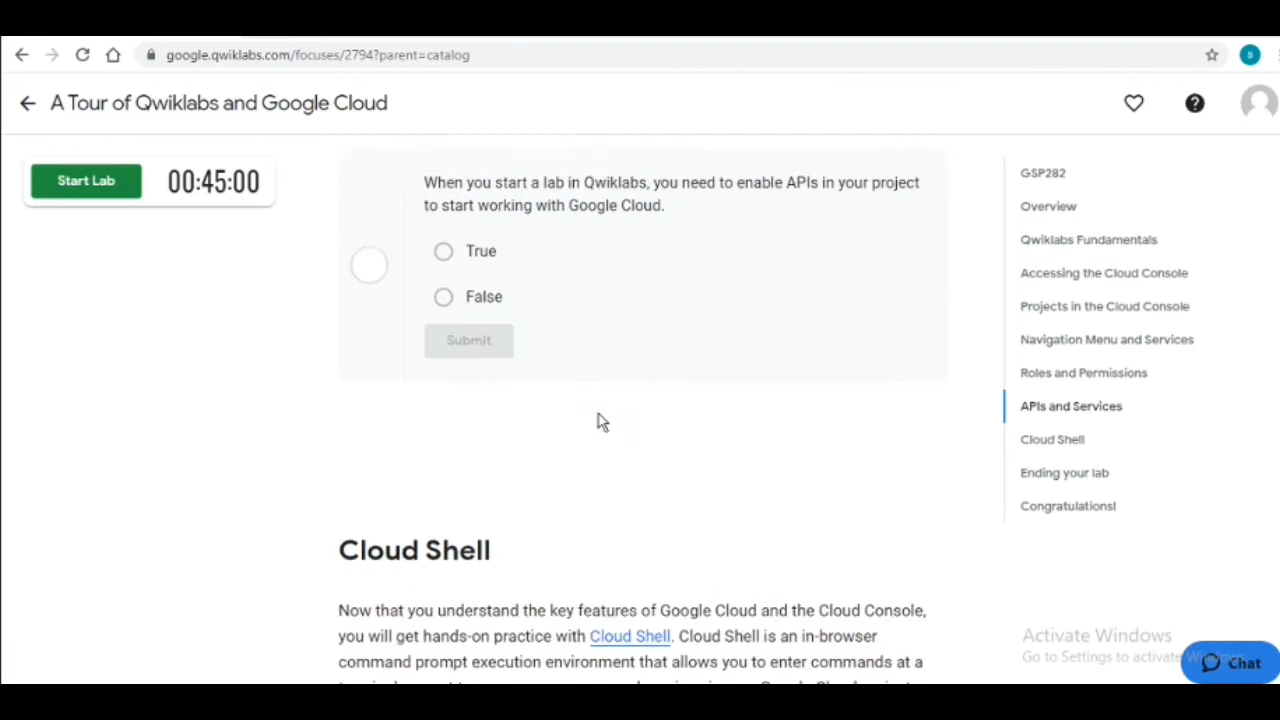 google.qwiklabs.com/focuses/2794?parent=catalog
S
A Tour of Qwiklabs and Google Cloud
?
Start Lab
00:45:00
When you start a lab in Qwiklabs, you need to enable APIs in your project
to start working with Google Cloud.
True
False
Submit
GSP282
Overview
Qwiklabs Fundamentals
Accessing the Cloud Console
Projects in the Cloud Console
Navigation Menu and Services
Roles and Permissions
APIs and Services
Cloud Shell
Ending your lab
Congratulations!
Cloud Shell
Now that you understand the key features of Google Cloud and the Cloud Console,
you will get hands-on practice with Cloud Shell. Cloud Shell is an in-browser
command prompt execution environment that allows you to enter commands at a
Activate Windows
Go to Settings to activate Windows.
Chat